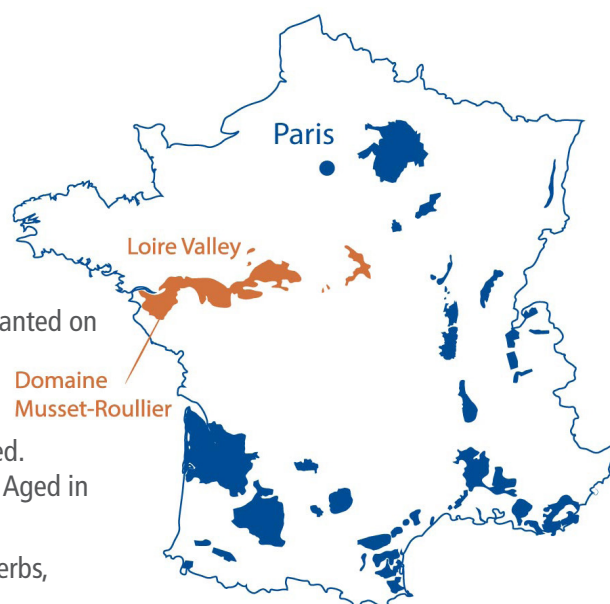 Paris
Loire Valley
anted on
Domaine
Musset-Roullier
ed.
Aged in
erbs,